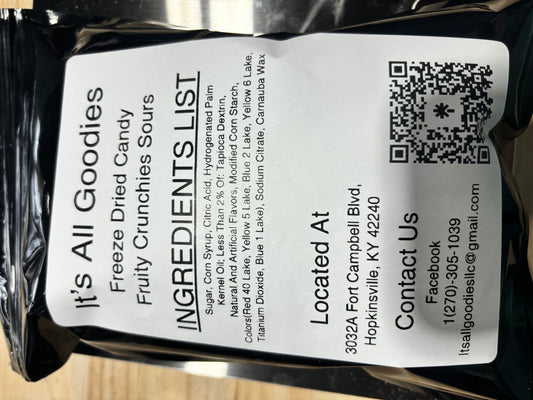 It's All Goodies
Freeze Dried Candy
Fruity Crunchies Sours
INGREDIENTS LIST
Sugar, Corn Syrup, Citric Acid, Hydrogenated Palm
Kernel Oil; Less Than 2% Of: Tapioca Dextrin,
Natural And Artificial Flavors, Modified Corn Starch,
Colors(Red 40 Lake, Yellow 5 Lake, Blue 2 Lake, Yellow 6 Lake,
Titanium Dioxide, Blue 1 Lake), Sodium Citrate, Carnauba Wax
Located At
3032A Fort Campbell Blvd,
Hopkinsville, KY 42240
Contact Us
Facebook
1(270)-305-1039
Itsallgoodiesllc@gmail.com